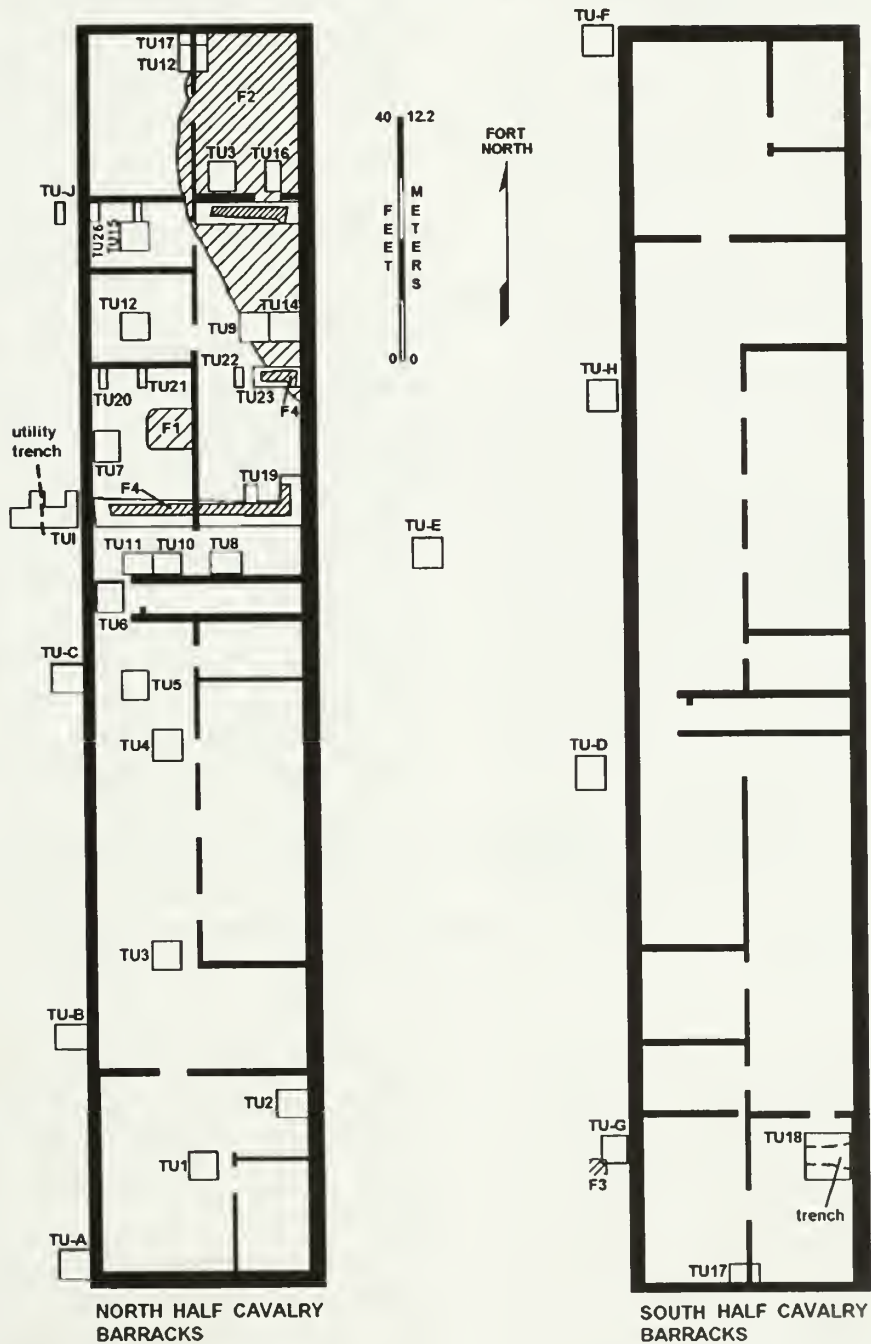 TU-F
TU17
TU12
F2
40 12.2
FEET
METERS
0 0
FORT
NORTH
TU3
TU16
TU-J
TU26
TU15
TU12
TU9
TU14
TU22
TU20
TU21
TU23
F4
F1
TU-H
utility
trench
TU7
F4
TU19
TUI
TU-E
TU11
TU10
TU8
TU6
TU-C
TU5
TU4
TU-D
TU3
TU-B
TU2
TU1
TU-G
F3
TU18
trench
TU-A
TU17
NORTH HALF CAVALRY
BARRACKS
SOUTH HALF CAVALRY
BARRACKS